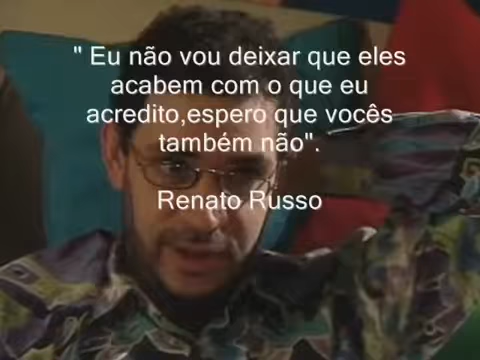 " Eu não vou deixar que eles
acabem com o que eu
acredito,espero que vocês
também não".
Renato Russo